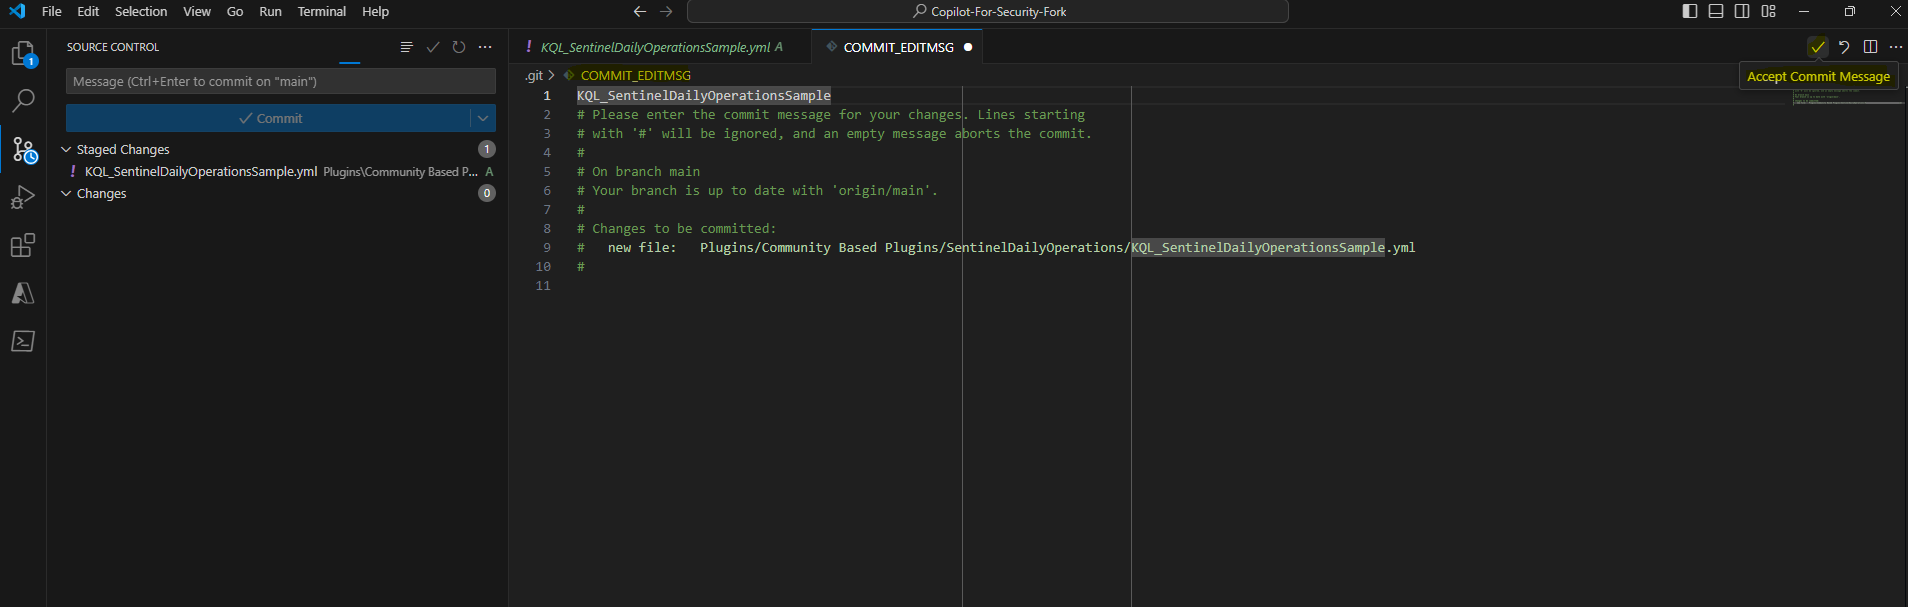 File Edit Selection View Go Run Terminal Help
Copilot-For-Security-Fork
SOURCE CONTROL
Message (Ctrl+Enter to commit on "main")
Commit
Staged Changes 1
! KQL_SentinelDailyOperationsSample.yml Plugins\Community Based P... A
Changes 0
1
! KQL_SentinelDailyOperationsSample.yml A
COMMIT_EDITMSG
.git > COMMIT_EDITMSG
Accept Commit Message
1 KQL_SentinelDailyOperationsSample
2 # Please enter the commit message for your changes. Lines starting
3 # with '#' will be ignored, and an empty message aborts the commit.
4 #
5 # On branch main
6 # Your branch is up to date with 'origin/main'.
7 #
8 # Changes to be committed:
9 # new file: Plugins/Community Based Plugins/SentinelDailyOperations/KQL_SentinelDailyOperationsSample.yml
10 #
11